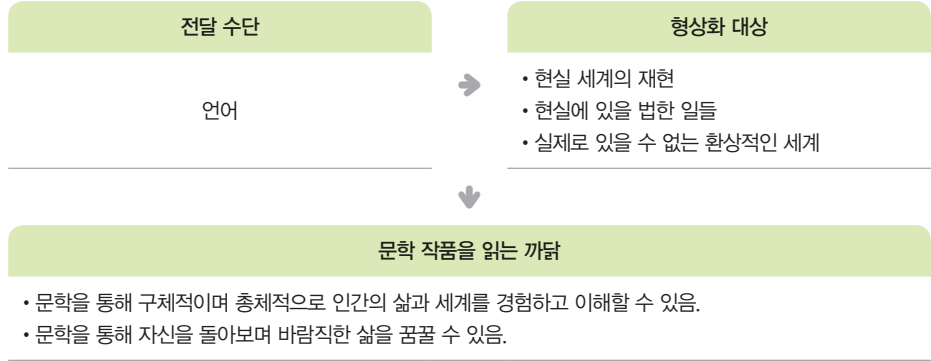 전달 수단
형상화 대상
언어
• 현실 세계의 재현
• 현실에 있을 법한 일들
• 실제로 있을 수 없는 환상적인 세계
문학 작품을 읽는 까닭
• 문학을 통해 구체적이며 총체적으로 인간의 삶과 세계를 경험하고 이해할 수 있음.
• 문학을 통해 자신을 돌아보며 바람직한 삶을 꿈꿀 수 있음.